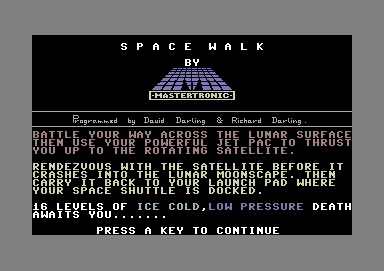 SPACE WALK
BY
MASTERTRONIC
Programmed by David Darling & Richard Darling.
BATTLE YOUR WAY ACROSS THE LUNAR SURFACE
THEN USE YOUR POWERFUL JET PAC TO THRUST
YOU UP TO THE ROTATING SATELLITE.
RENDEZVOUS WITH THE SATELLITE BEFORE IT
CRASHES INTO THE LUNAR MOONSCAPE. THEN
CARRY IT BACK TO YOUR LAUNCH PAD WHERE
YOUR SPACE SHUTTLE IS DOCKED.
16 LEVELS OF ICE COLD,LOW PRESSURE DEATH
AWAITS YOU.......
PRESS A KEY TO CONTINUE